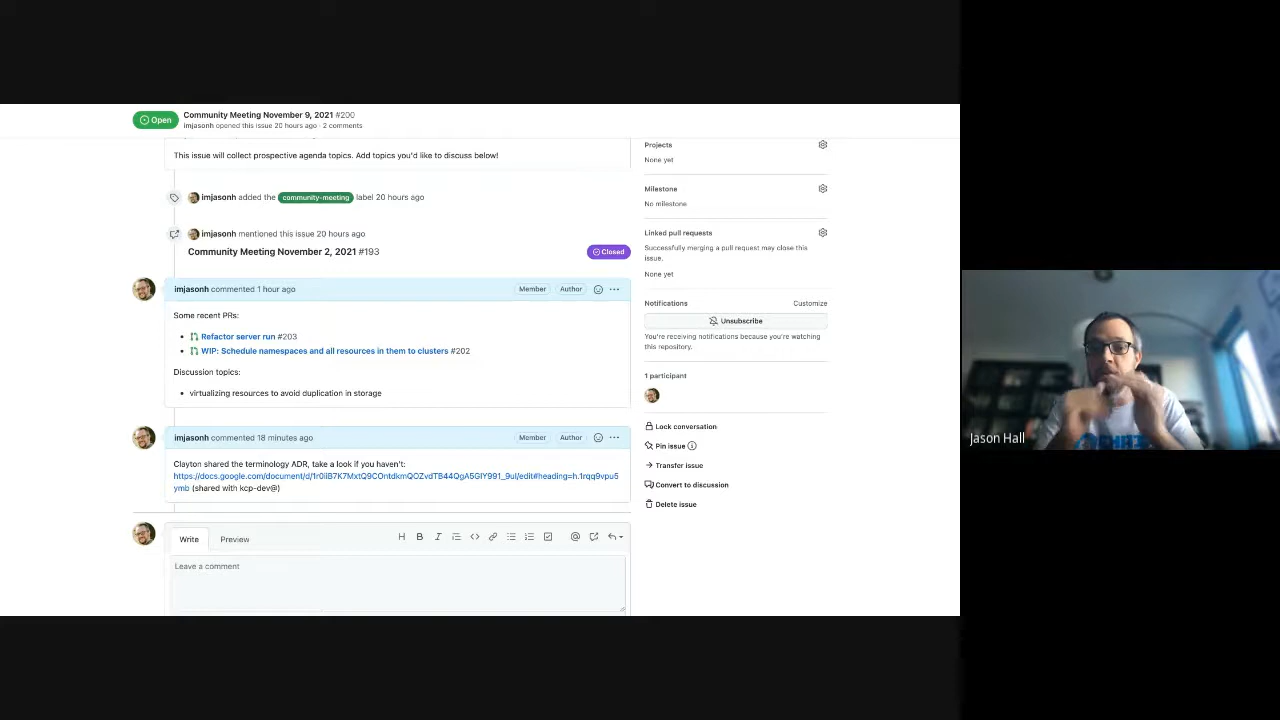 Open
Community Meeting November 9, 2021 #200
imjasonh opened this issue 20 hours ago · 2 comments
This issue will collect prospective agenda topics. Add topics you'd like to discuss below!
imjasonh added the community-meeting label 20 hours ago
imjasonh mentioned this issue 20 hours ago
Community Meeting November 2, 2021 #193
Closed
imjasonh commented 1 hour ago
Member
Author
Some recent PRs:
Refactor server run #203
WIP: Schedule namespaces and all resources in them to clusters #202
Discussion topics:
virtualizing resources to avoid duplication in storage
imjasonh commented 18 minutes ago
Member
Author
Clayton shared the terminology ADR, take a look if you haven't:
ymb (shared with kcp-dev@)
Write
Preview
Leave a comment
Projects
None yet
Milestone
No milestone
Linked pull requests
Successfully merging a pull request may close this
issue.
None yet
Notifications
Customize
Unsubscribe
You're receiving notifications because you're watching
this repository.
1 participant
Lock conversation
Pin issue
Transfer issue
Convert to discussion
Delete issue
Jason Hall